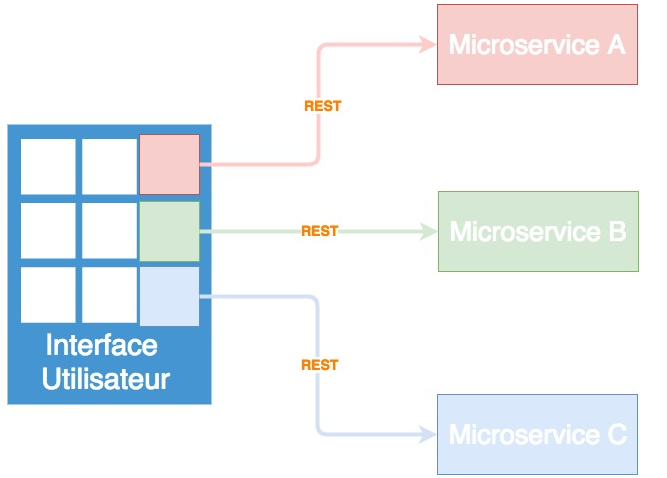 Microservice A
REST
REST
Microservice B
Interface
Utilisateur
REST
Microservice C